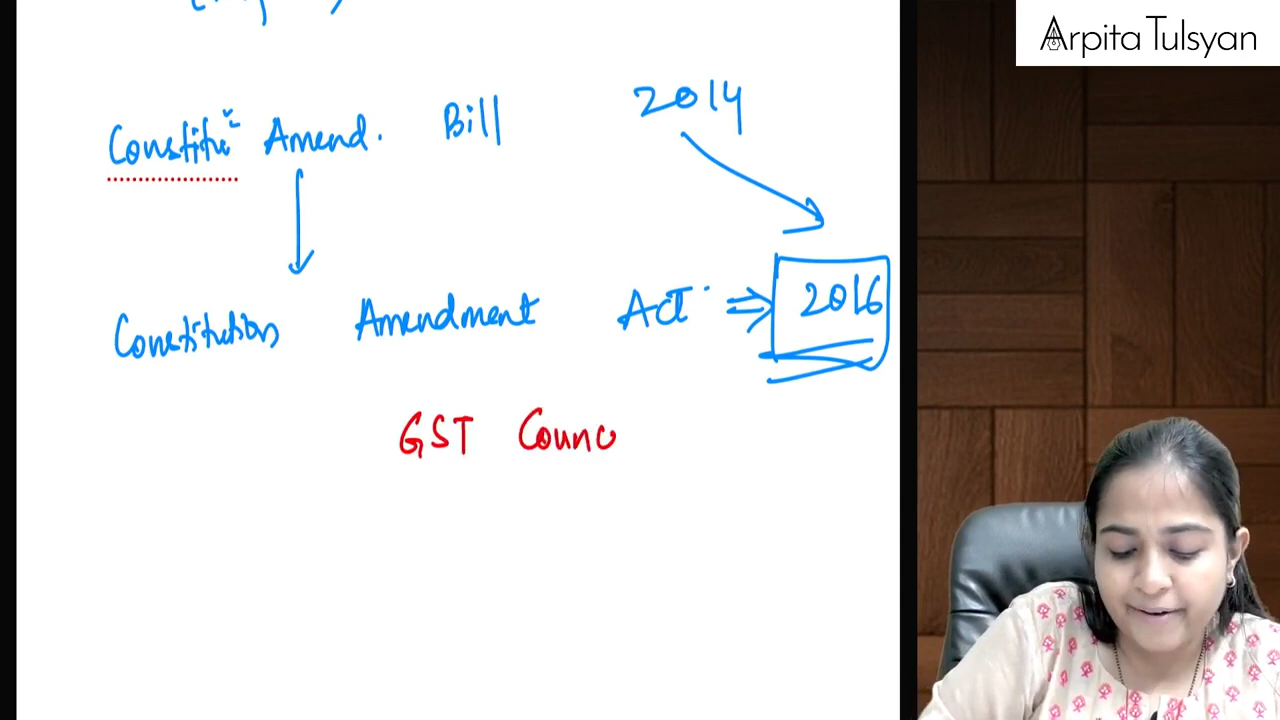 Arpita Tulsyan
Constitu^n Amend. Bill 2014
Constitution Amendment Act 2016
GST Counc